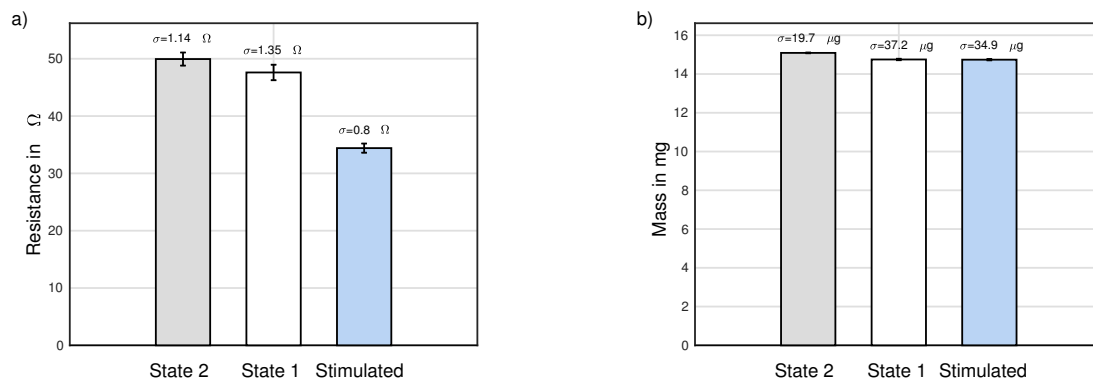 a)
σ=1.14 Ω
σ=1.35 Ω
σ=0.8 Ω
50
40
30
20
10
0
Resistance in Ω
State 2
State 1
Stimulated
b)
σ=19.7 μg
σ=37.2 μg
σ=34.9 μg
16
14
12
10
8
6
4
2
0
Mass in mg
State 2
State 1
Stimulated